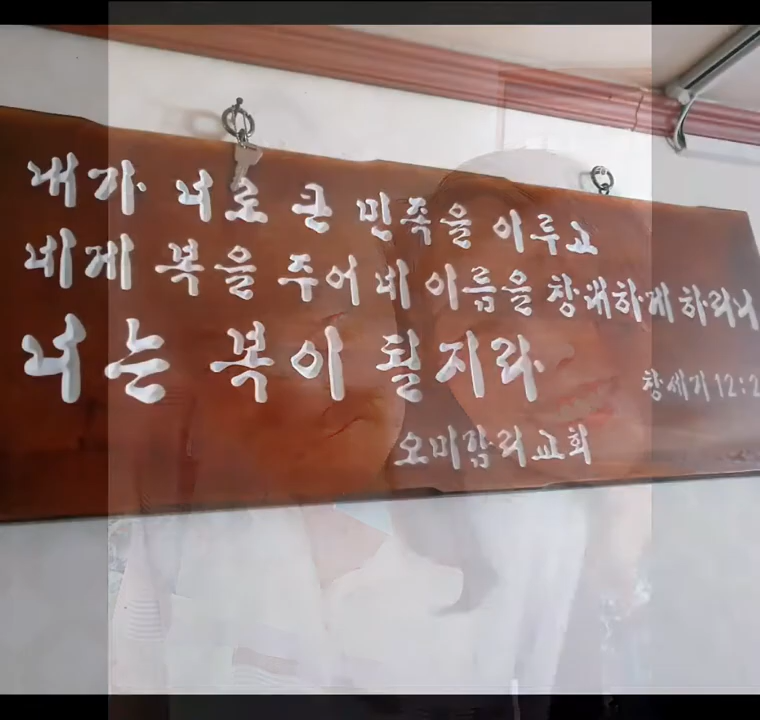 내가 너로 큰 민족을 이루고
네게 복을 주어 네 이름을 창대하게 하리니
너는 복이 될지라
창세기 12:2
오미감리교회